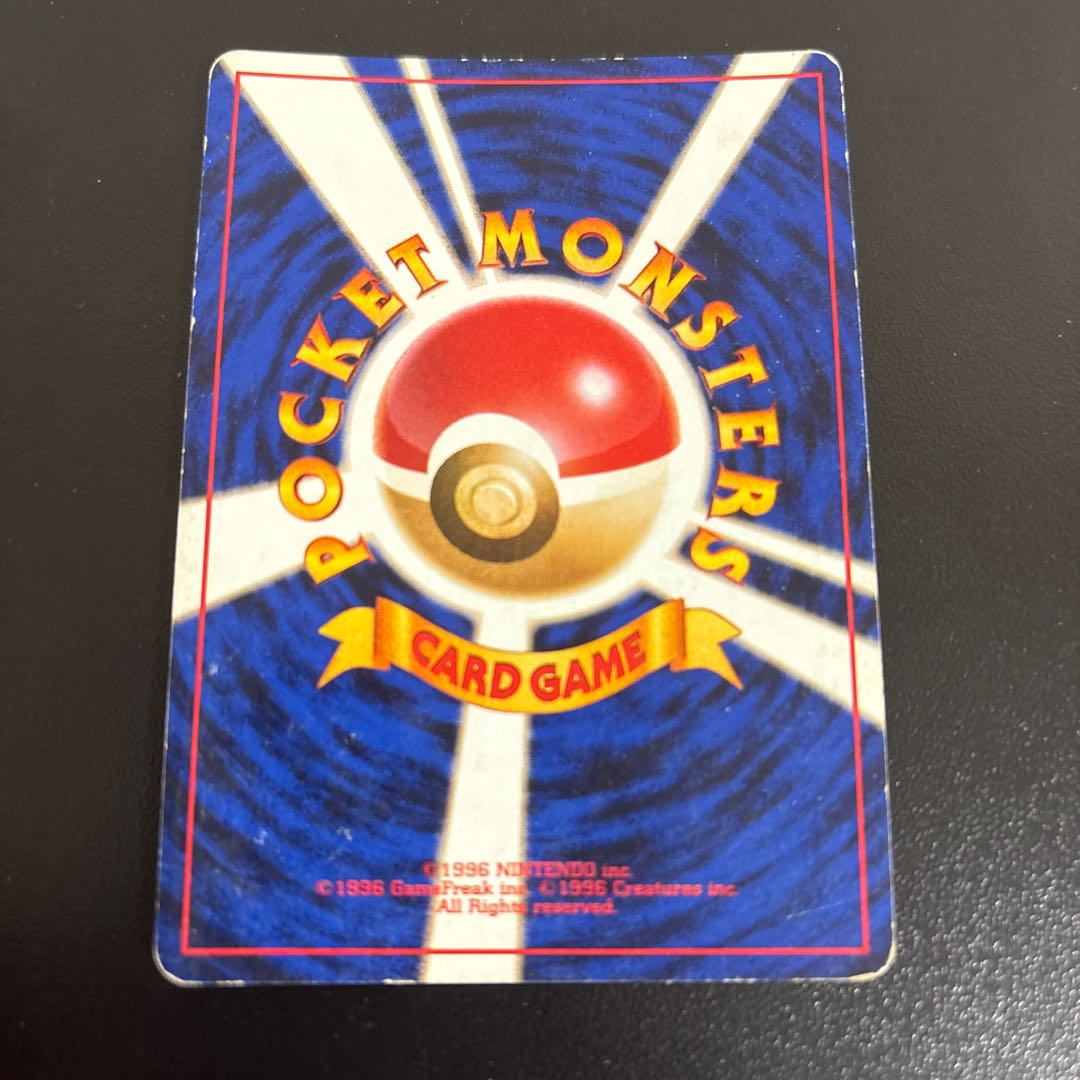 POCKET MONSTERS
CARD GAME
©1996 NINTENDO inc.
©1996 GameFreak inc. ©1996 Creatures inc.
All Rights reserved.